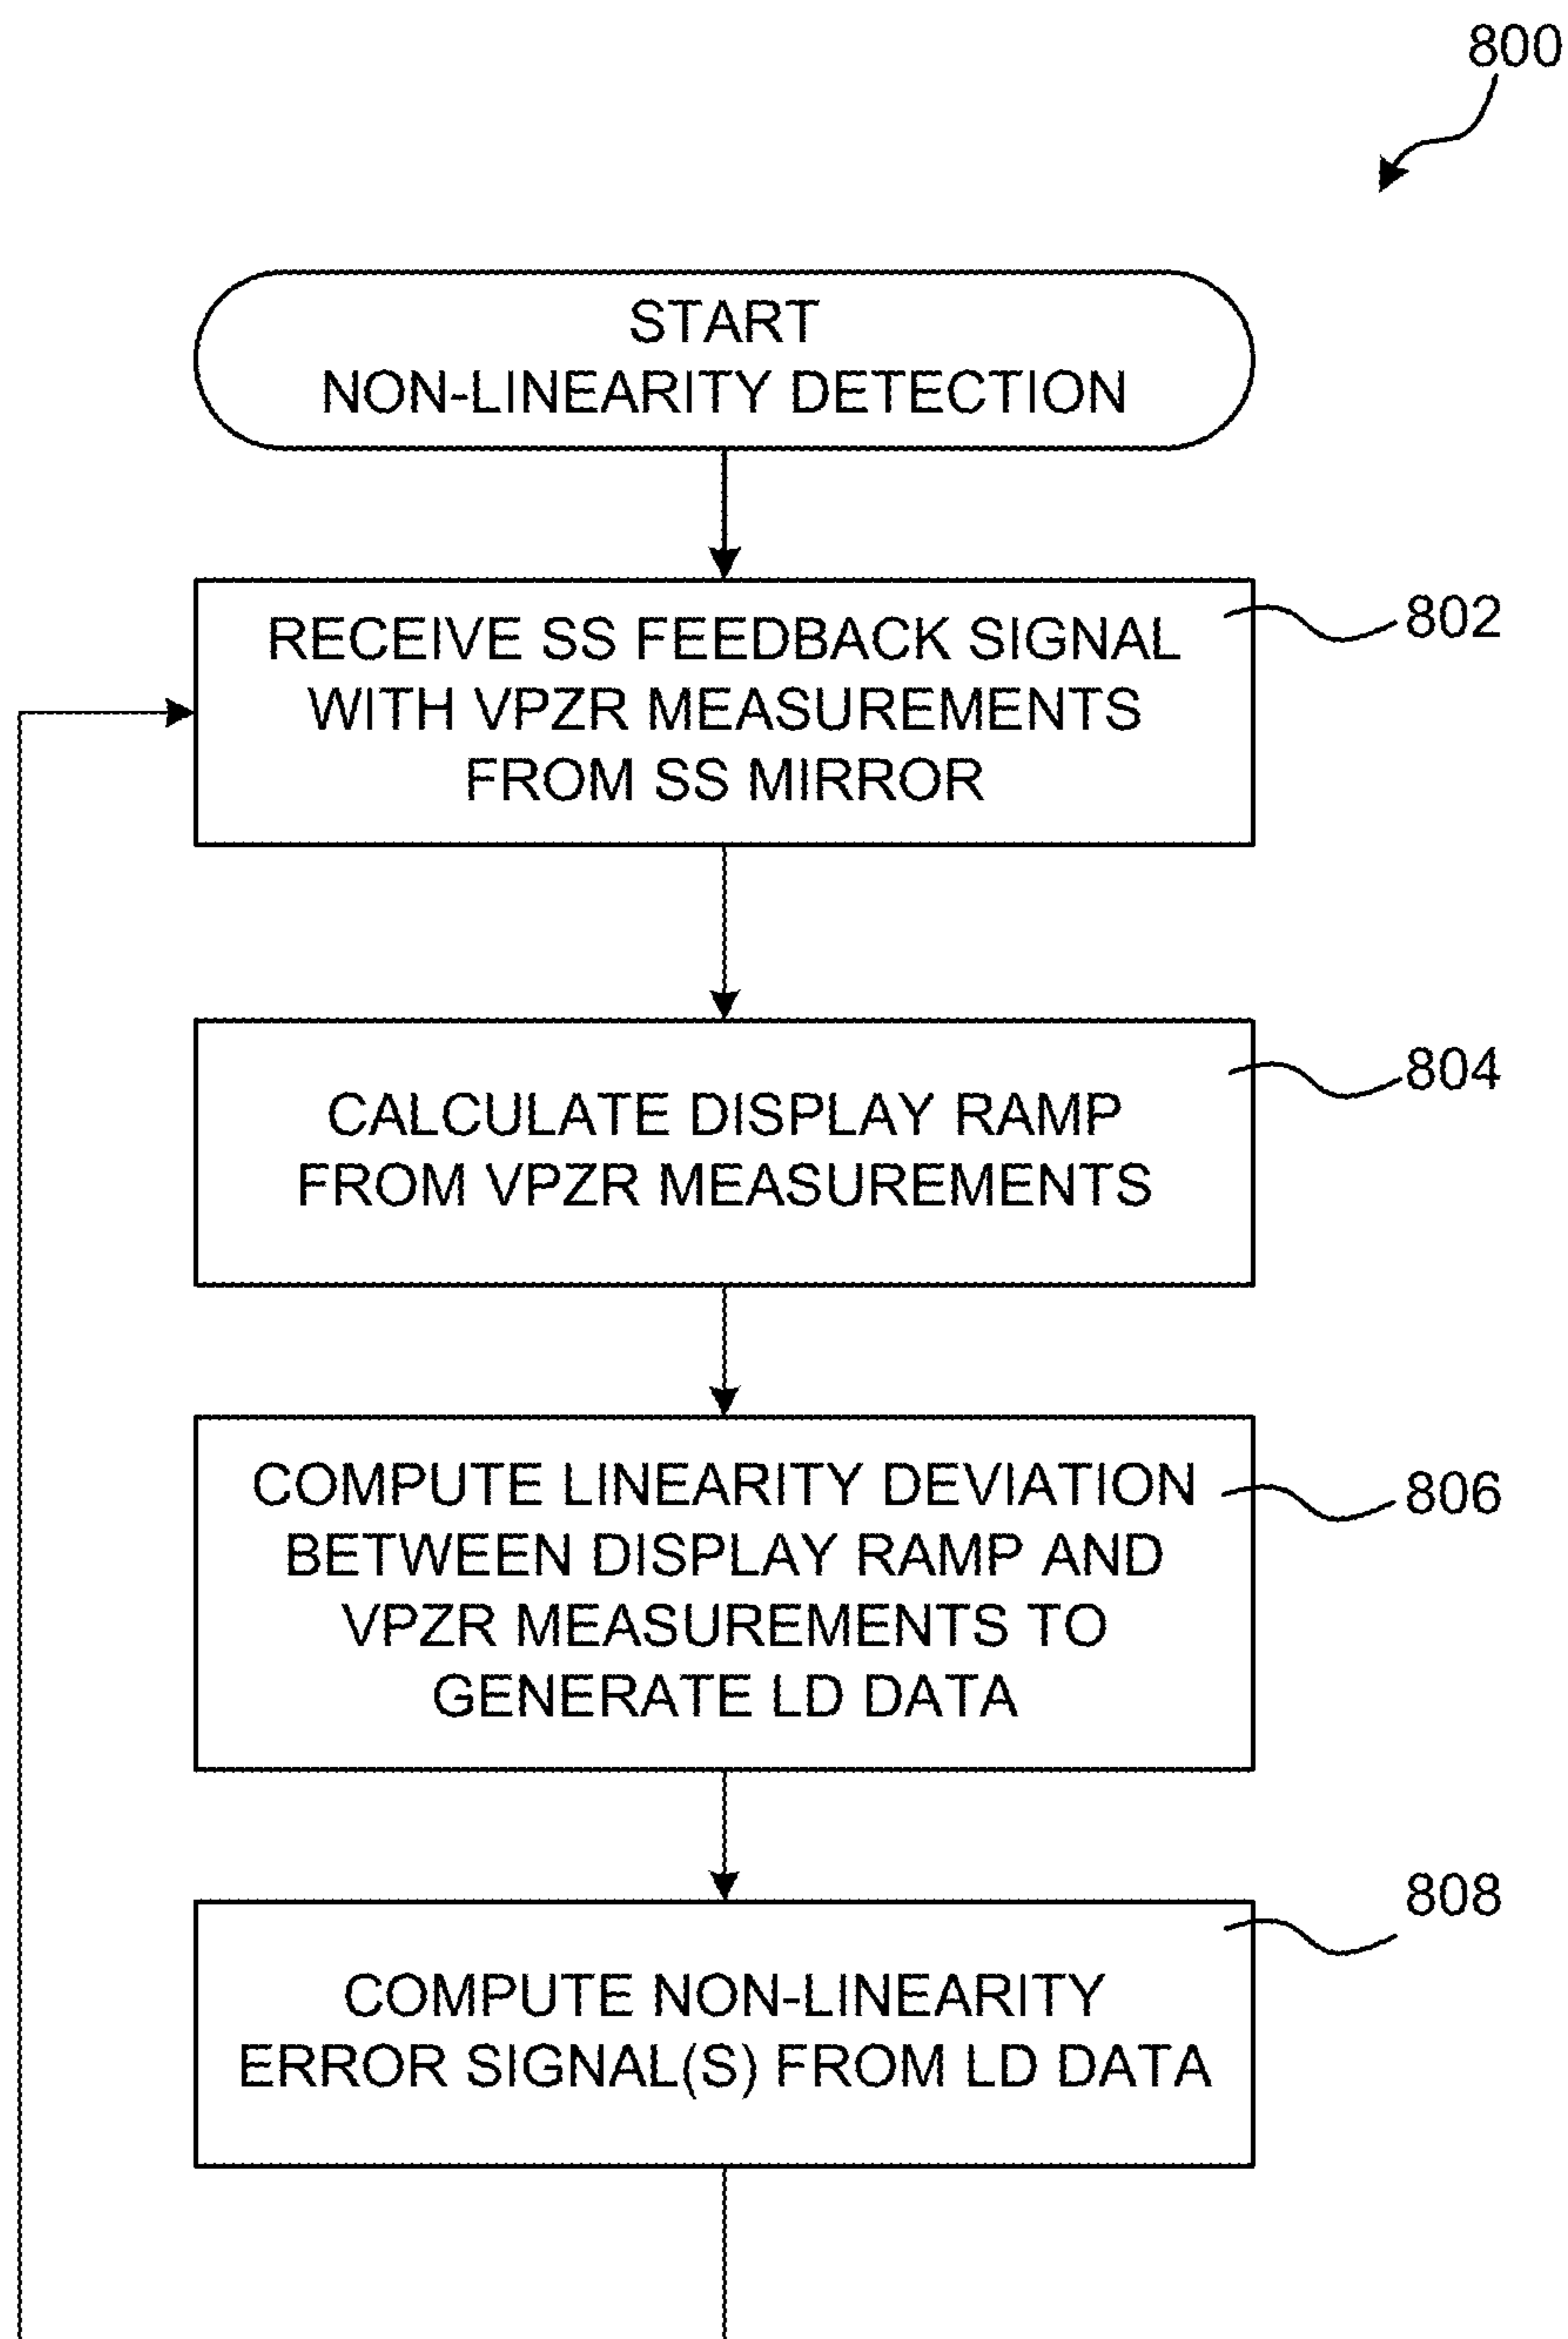 800
START
NON-LINEARITY DETECTION
RECEIVE SS FEEDBACK SIGNAL
WITH VPZR MEASUREMENTS
FROM SS MIRROR
802
CALCULATE DISPLAY RAMP
FROM VPZR MEASUREMENTS
804
COMPUTE LINEARITY DEVIATION
BETWEEN DISPLAY RAMP AND
VPZR MEASUREMENTS TO
GENERATE LD DATA
806
COMPUTE NON-LINEARITY
ERROR SIGNAL(S) FROM LD DATA
808